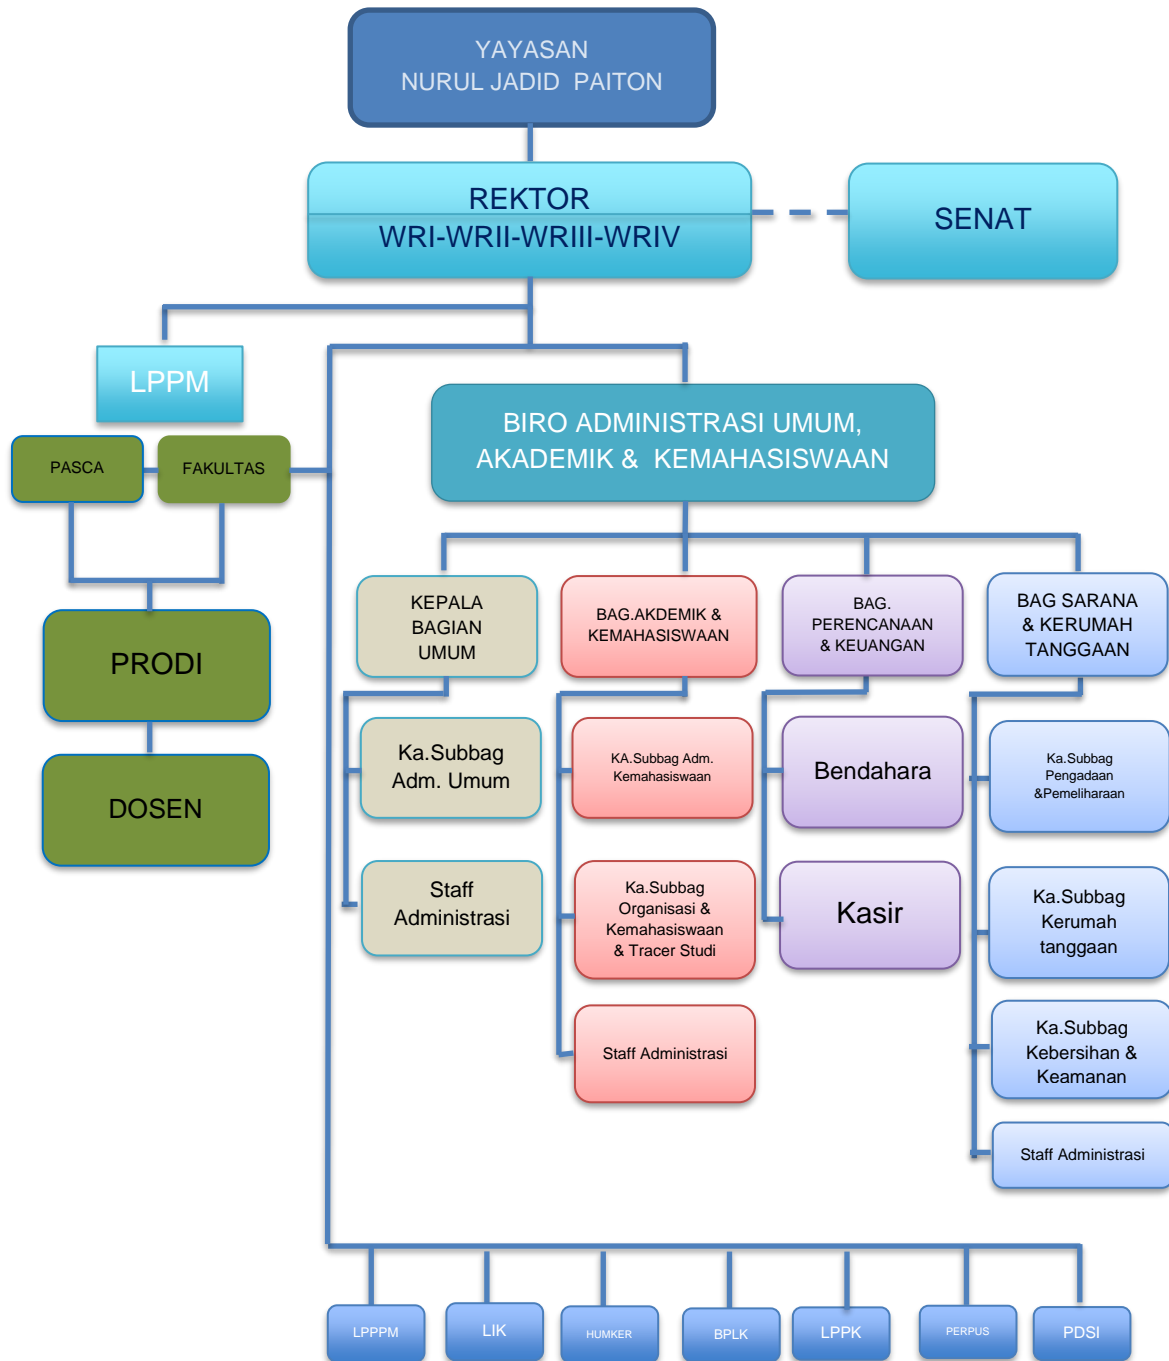 YAYASAN
NURUL JADID PAITON
REKTOR
WRI-WRII-WRIII-WRIV
SENAT
LPPM
BIRO ADMINISTRASI UMUM,
AKADEMIK & KEMAHASISWAAN
PASCA
FAKULTAS
PRODI
DOSEN
KEPALA
BAGIAN
UMUM
BAG.AKDEMIK &
KEMAHASISWAAN
BAG.
PERENCANAAN
& KEUANGAN
BAG SARANA
& KERUMAH
TANGGAAN
Ka.Subbag
Adm. Umum
KA.Subbag Adm.
Kemahasiswaan
Bendahara
Ka.Subbag
Pengadaan
&Pemeliharaan
Staff
Administrasi
Ka.Subbag
Organisasi &
Kemahasiswaan
& Tracer Studi
Kasir
Ka.Subbag
Kerumah
tanggaan
Staff Administrasi
Ka.Subbag
Kebersihan &
Keamanan
Staff Administrasi
LPPPM
LIK
HUMKER
BPLK
LPPK
PERPUS
PDSI